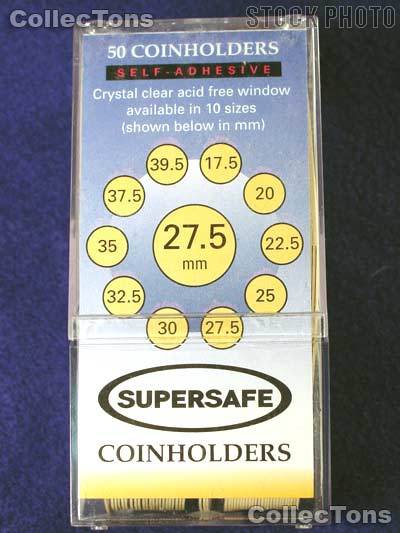 CollecTons
STOCK PHOTO
50 COINHOLDERS
SELF-ADHESIVE
Crystal clear acid free window
available in 10 sizes
(shown below in mm)
39.5 17.5
37.5 20
35 27.5 22.5
mm
32.5 25
30 27.5
SUPERSAFE
COINHOLDERS
CollecTons